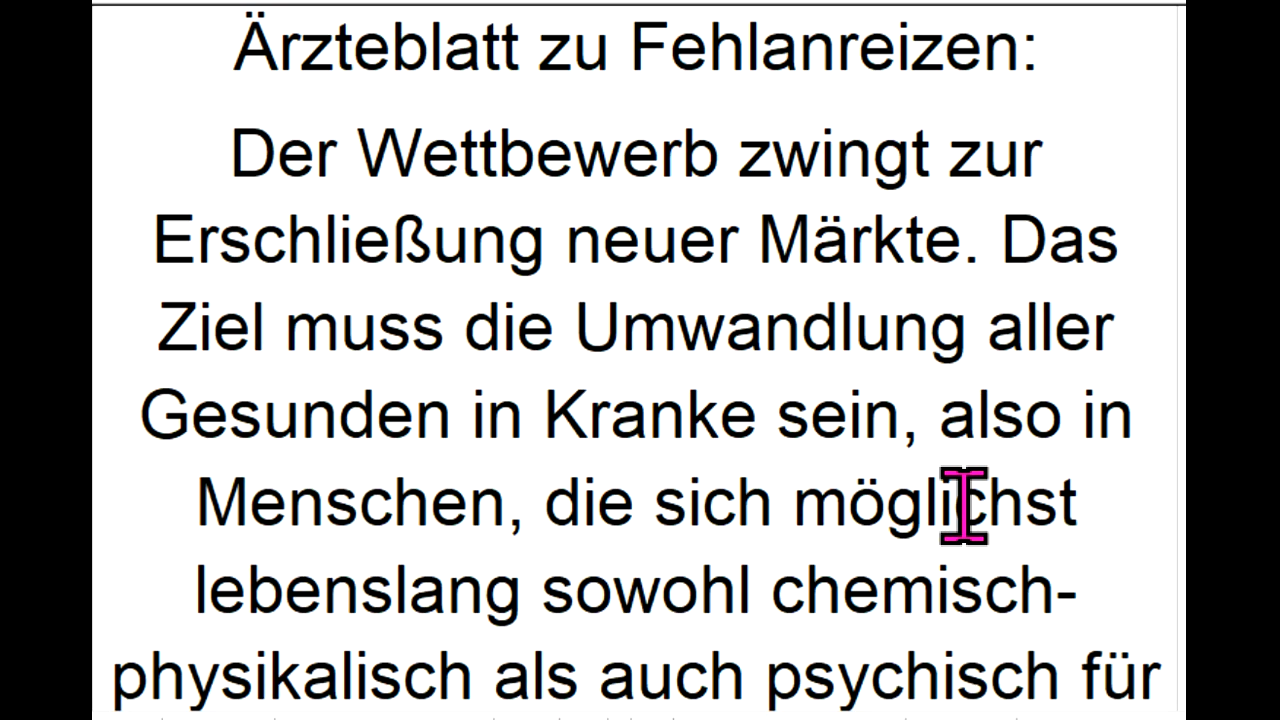 Ärzteblatt zu Fehlanreizen:
Der Wettbewerb zwingt zur
Erschließung neuer Märkte. Das
Ziel muss die Umwandlung aller
Gesunden in Kranke sein, also in
Menschen, die sich möglichst
lebenslang sowohl chemisch-
physikalisch als auch psychisch für